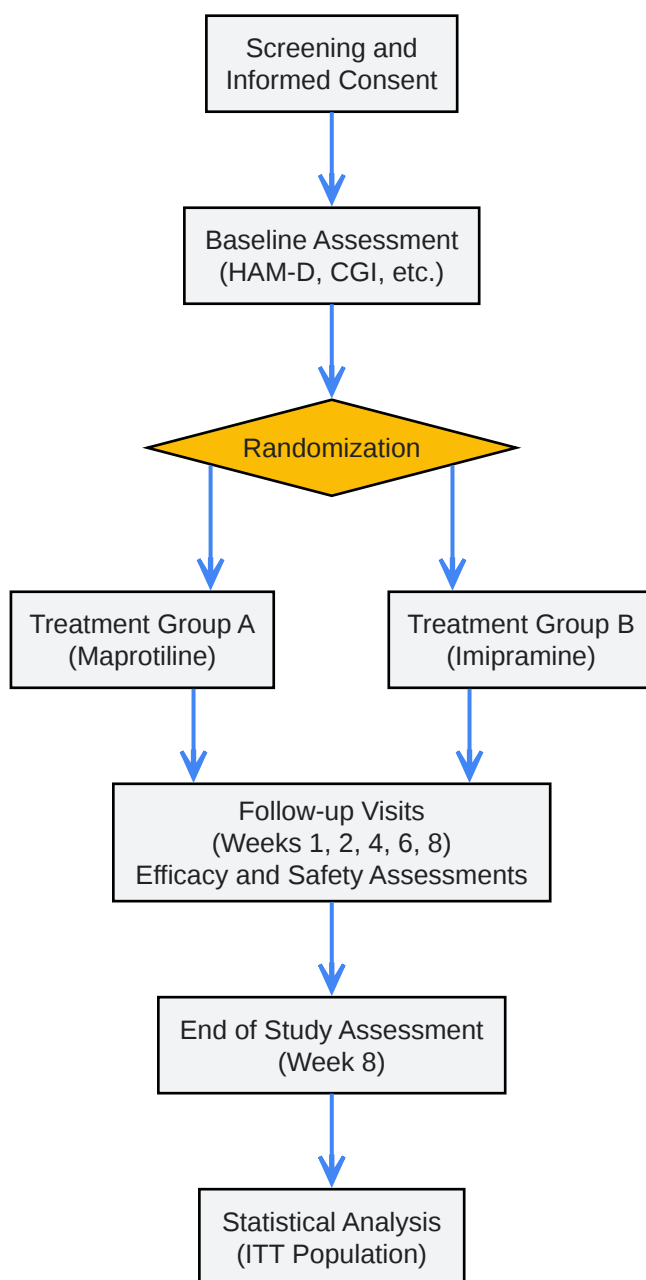 Screening and
Informed Consent
Baseline Assessment
(HAM-D, CGI, etc.)
Randomization
Treatment Group A
(Maprotiline)
Treatment Group B
(Imipramine)
Follow-up Visits
(Weeks 1, 2, 4, 6, 8)
Efficacy and Safety Assessments
End of Study Assessment
(Week 8)
Statistical Analysis
(ITT Population)